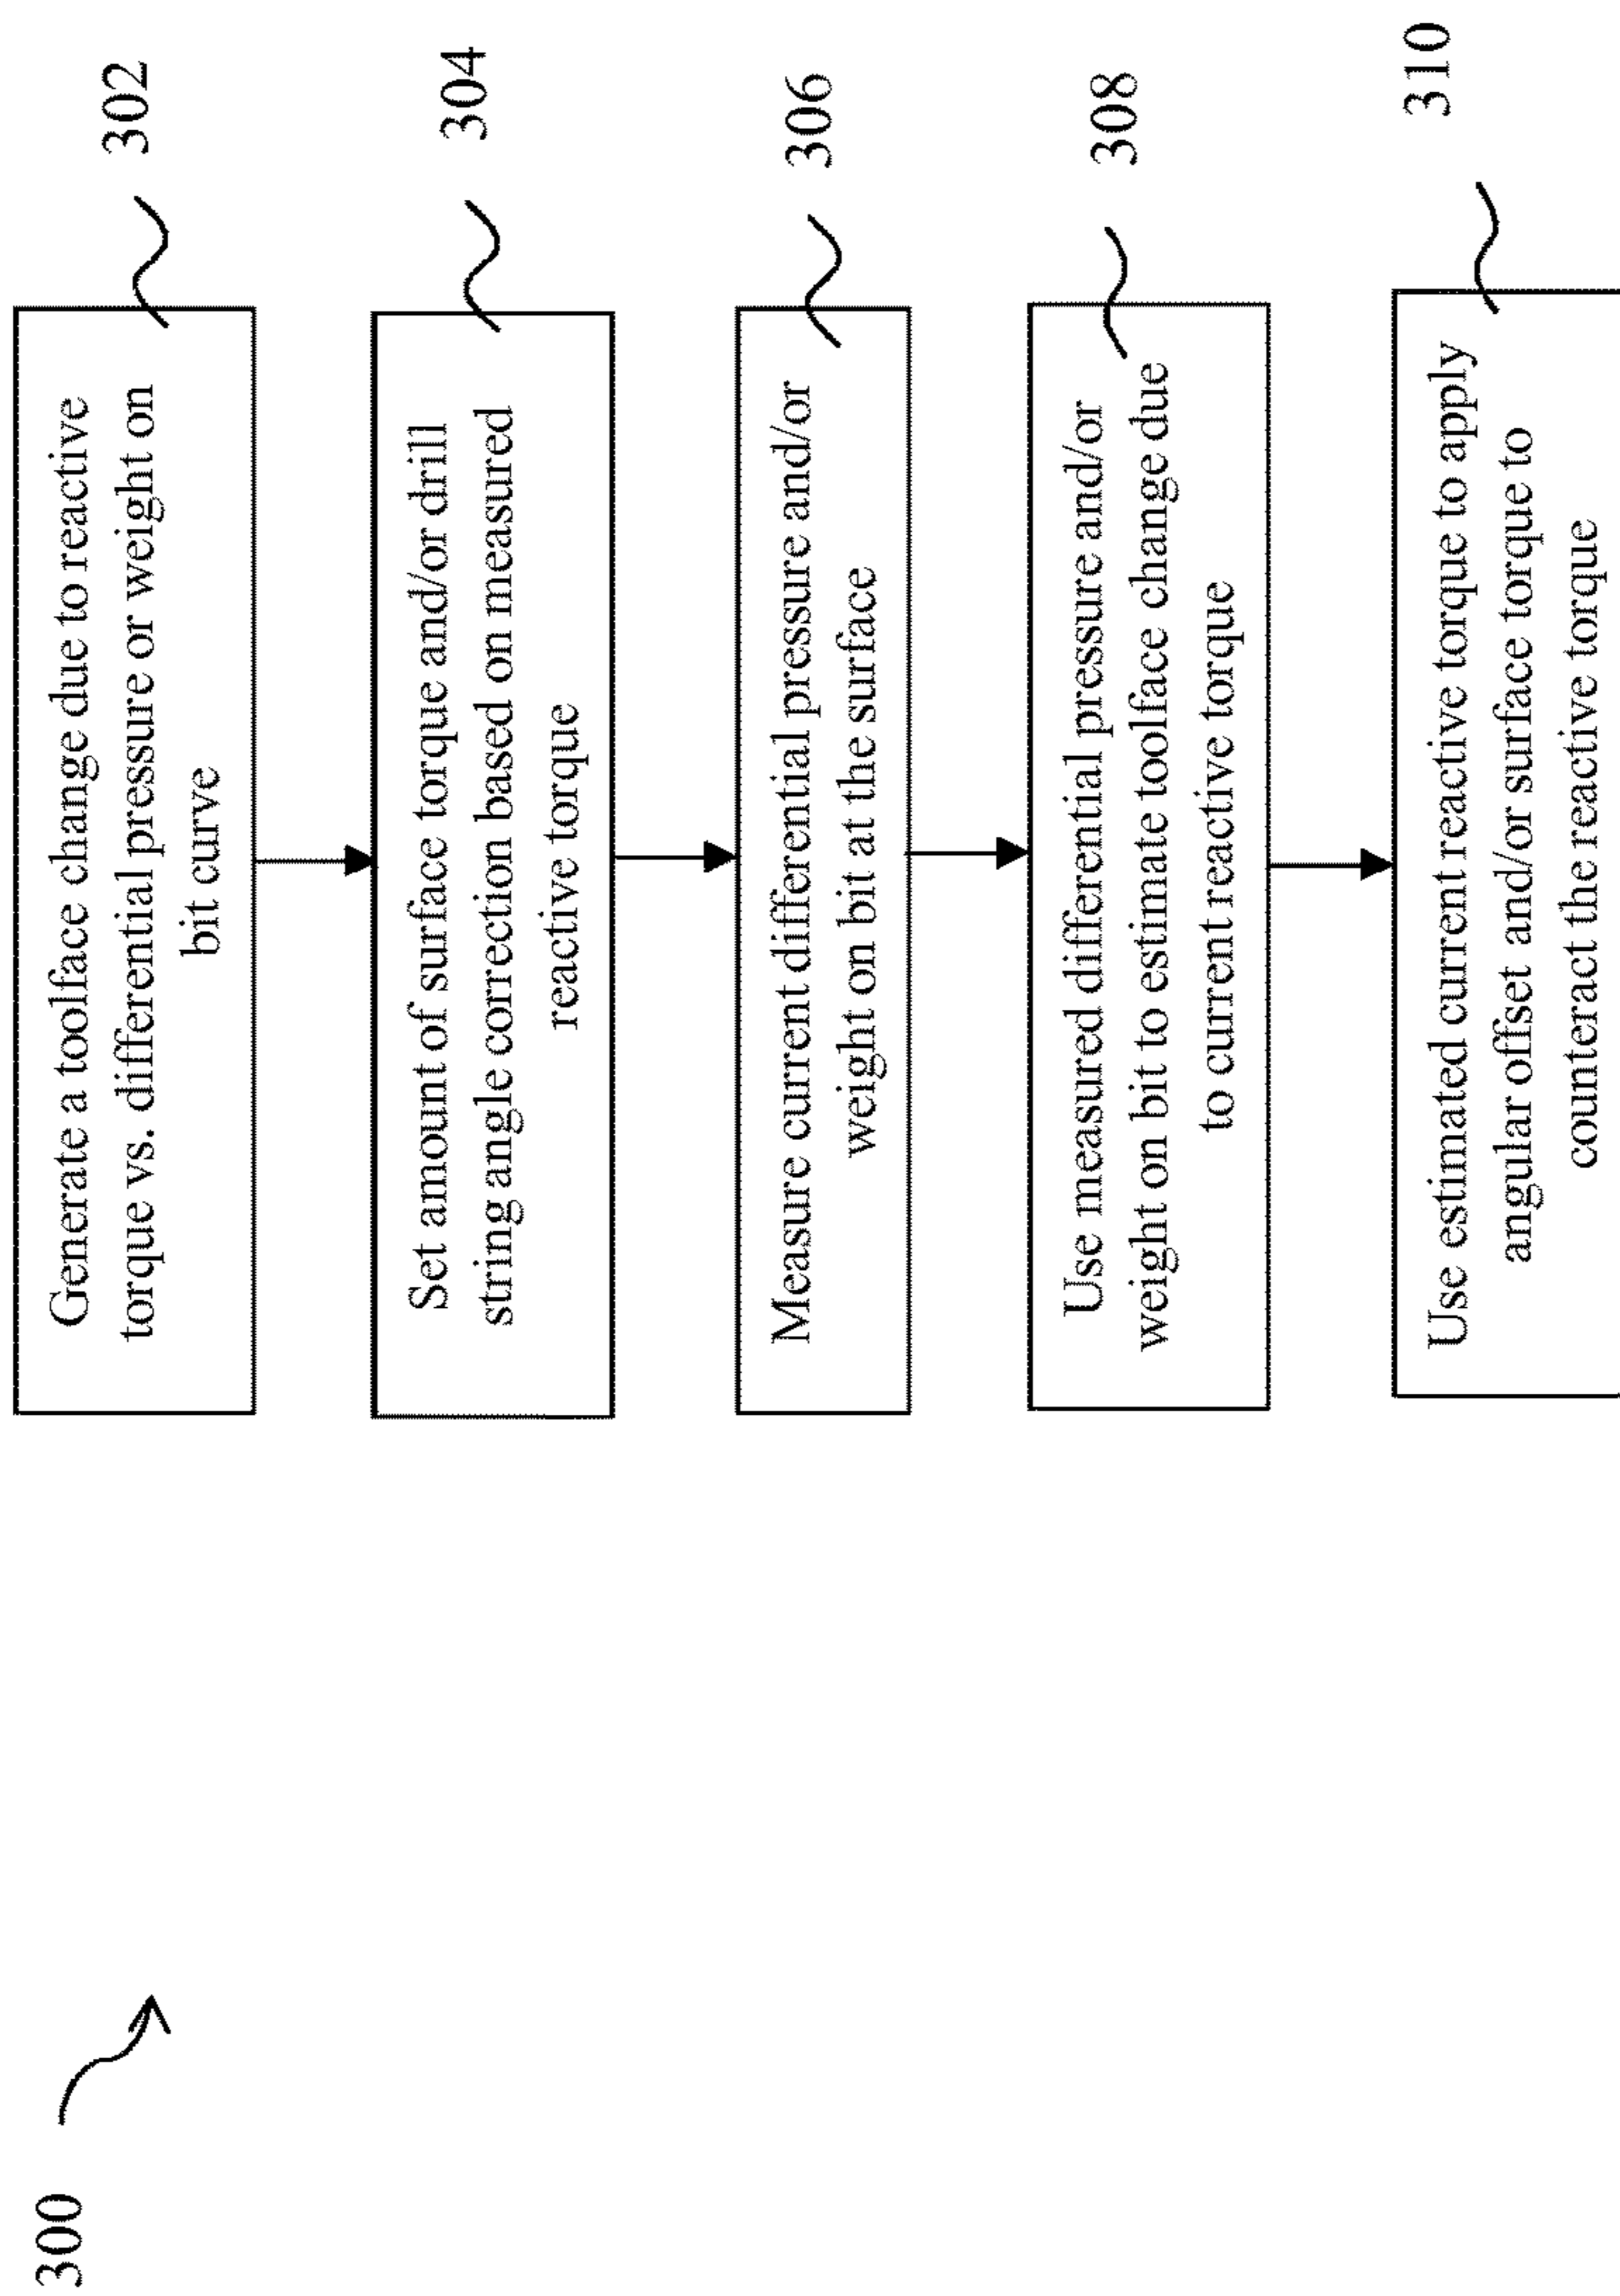 300
Generate a toolface change due to reactive
torque vs. differential pressure or weight on
bit curve
302
Set amount of surface torque and/or drill
string angle correction based on measured
reactive torque
304
Measure current differential pressure and/or
weight on bit at the surface
306
Use measured differential pressure and/or
weight on bit to estimate toolface change due
to current reactive torque
308
Use estimated current reactive torque to apply
angular offset and/or surface torque to
counteract the reactive torque
310